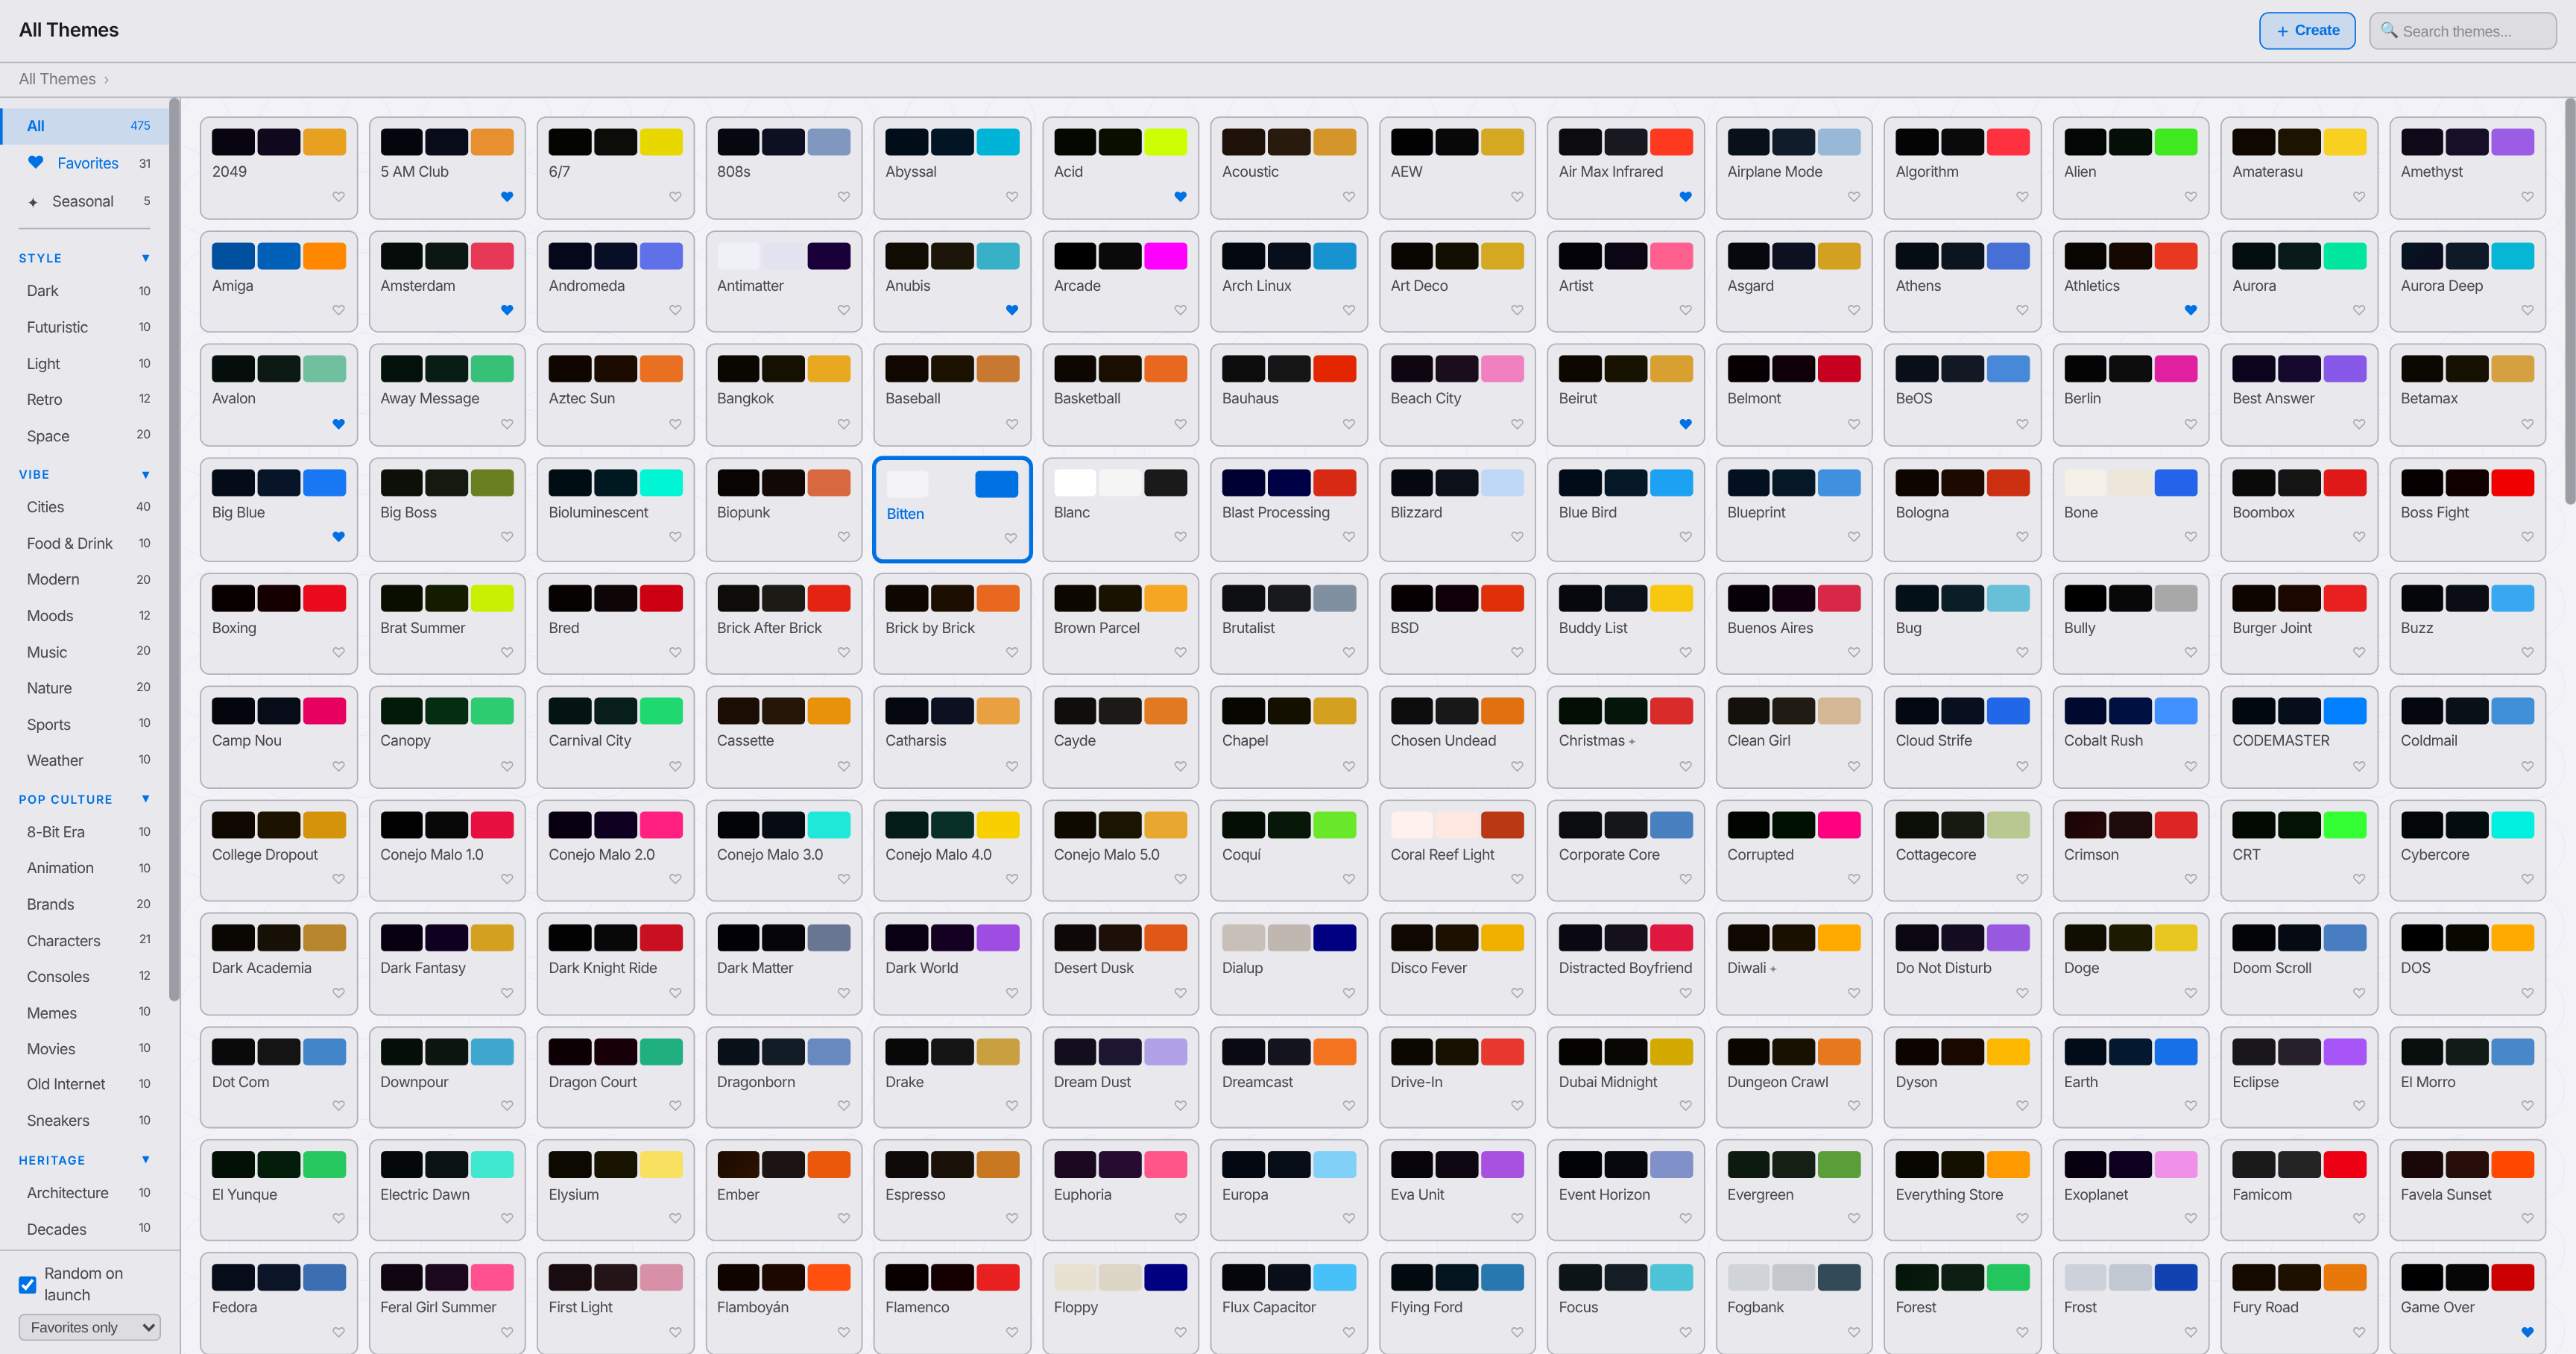 All Themes
+ Create
Search themes...
All Themes ›
All 475
Favorites 31
Seasonal 5
STYLE
Dark 10
Futuristic 10
Light 10
Retro 12
Space 20
VIBE
Cities 40
Food & Drink 10
Modern 20
Moods 12
Music 20
Nature 20
Sports 10
Weather 10
POP CULTURE
8-Bit Era 10
Animation 10
Brands 20
Characters 21
Consoles 12
Memes 10
Movies 10
Old Internet 10
Sneakers 10
HERITAGE
Architecture 10
Decades 10
Random on
launch
Favorites only
2049 5 AM Club 6/7 808s Abyssal Acid Acoustic AEW Air Max Infrared Airplane Mode Algorithm Alien Amaterasu Amethyst
Amiga Amsterdam Andromeda Antimatter Anubis Arcade Arch Linux Art Deco Artist Asgard Athens Athletics Aurora Aurora Deep
Avalon Away Message Aztec Sun Bangkok Baseball Basketball Bauhaus Beach City Beirut Belmont BeOS Berlin Best Answer Betamax
Big Blue Big Boss Bioluminescent Biopunk Bitten Blanc Blast Processing Blizzard Blue Bird Blueprint Bologna Bone Boombox Boss Fight
Boxing Brat Summer Bred Brick After Brick Brick by Brick Brown Parcel Brutalist BSD Buddy List Buenos Aires Bug Bully Burger Joint Buzz
Camp Nou Canopy Carnival City Cassette Catharsis Cayde Chapel Chosen Undead Christmas + Clean Girl Cloud Strife Cobalt Rush CODEMASTER Coldmail
College Dropout Conejo Malo 1.0 Conejo Malo 2.0 Conejo Malo 3.0 Conejo Malo 4.0 Conejo Malo 5.0 Coquí Coral Reef Light Corporate Core Corrupted Cottagecore Crimson CRT Cybercore
Dark Academia Dark Fantasy Dark Knight Ride Dark Matter Dark World Desert Dusk Dialup Disco Fever Distracted Boyfriend Diwali + Do Not Disturb Doge Doom Scroll DOS
Dot Com Downpour Dragon Court Dragonborn Drake Dream Dust Dreamcast Drive-In Dubai Midnight Dungeon Crawl Dyson Earth Eclipse El Morro
El Yunque Electric Dawn Elysium Ember Espresso Euphoria Europa Eva Unit Event Horizon Evergreen Everything Store Exoplanet Famicom Favela Sunset
Fedora Feral Girl Summer First Light Flamboyán Flamenco Floppy Flux Capacitor Flying Ford Focus Fogbank Forest Frost Fury Road Game Over